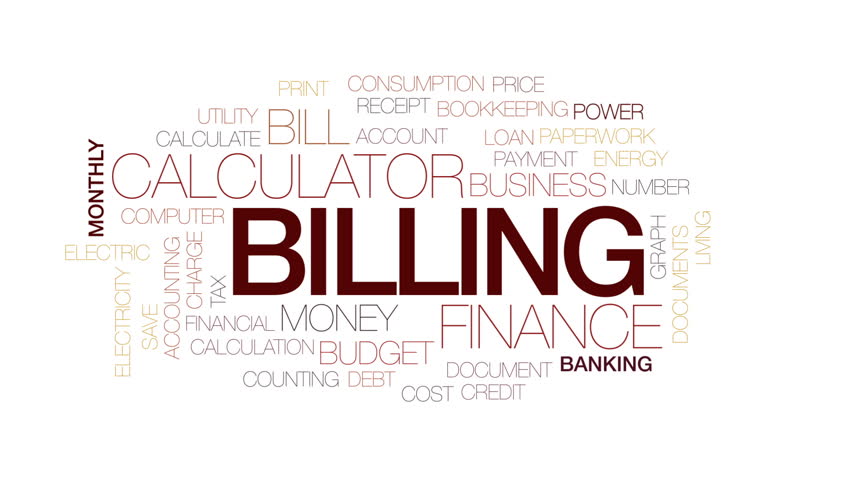 PRINT
CONSUMPTION
PRICE
RECEIPT
BOOKKEEPING
POWER
UTILITY
BILL
CALCULATE
ACCOUNT
LOAN
PAPERWORK
MONTHLY
CALCULATOR
PAYMENT
ENERGY
BUSINESS
NUMBER
COMPUTER
BILLING
GRAPH
DOCUMENTS
LMNG
ELECTRIC
ELECTRICITY
SAVE
ACCOUNTING
CHARGE
TAX
FINANCIAL
MONEY
FINANCE
CALCULATION
BUDGET
DOCUMENT
BANKING
COUNTING
DEBT
COST
CREDIT